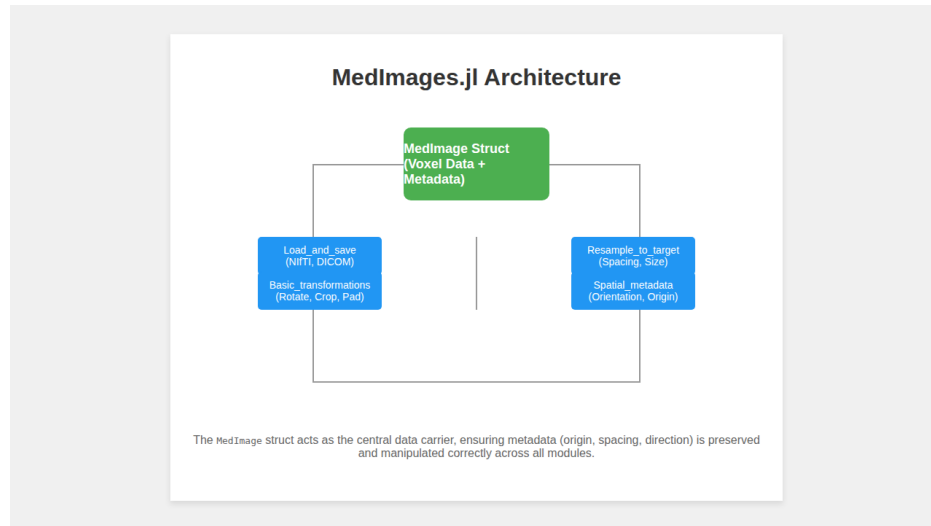 MedImages.jl Architecture
MedImage Struct
(Voxel Data +
Metadata)
Load_and_save
(NIfTI, DICOM)
Basic_transformations
(Rotate, Crop, Pad)
Resample_to_target
(Spacing, Size)
Spatial_metadata
(Orientation, Origin)
The MedImage struct acts as the central data carrier, ensuring metadata (origin, spacing, direction) is preserved
and manipulated correctly across all modules.